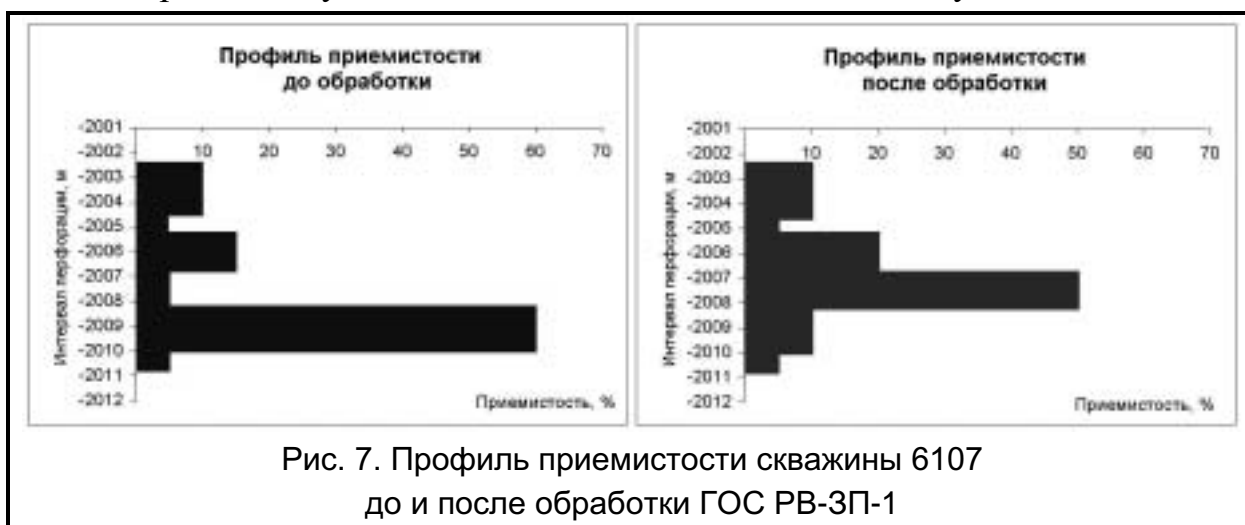 Профиль приемистости
до обработки
-2001
-2002
-2003
-2004
-2005
-2006
-2007
-2008
-2009
-2010
-2011
-2012
10 20 30 40 50 60 70
Интервал перфорации, м
Приемистость, %
Профиль приемистости
после обработки
-2001
-2002
-2003
-2004
-2005
-2006
-2007
-2008
-2009
-2010
-2011
-2012
10 20 30 40 50 60 70
Интервал перфорации, м
Приемистость, %
Рис. 7. Профиль приемистости скважины 6107
до и после обработки ГОС РВ-ЗП-1